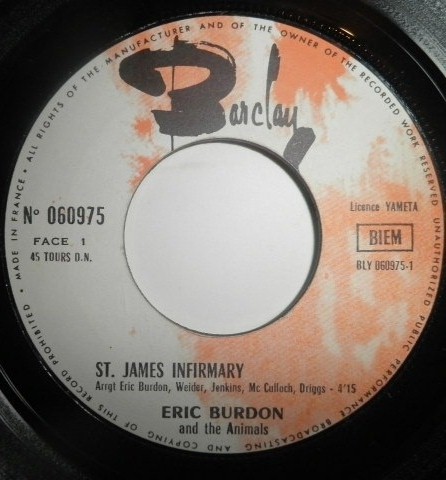 ALL RIGHTS OF THE MANUFACTURER AND OF THE OWNER OF THE RECORDED WORK RESERVED UNAUTHORIZED PUBLIC PERFORMANCE BROADCASTING AND COPYING OF THIS RECORD PROHIBITED • MADE IN FRANCE •
Barclay
Nº 060975
FACE 1
45 TOURS D.N.
Licence YAMETA
BIEM
BLY 060975-1
ST. JAMES INFIRMARY
Arrgt Eric Burdon, Weider, Jenkins, Mc Culloch, Driggs - 4'15
ERIC BURDON
and the Animals